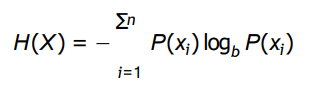 Σn
H(X) = − P(xᵢ) log_b P(xᵢ)
i=1